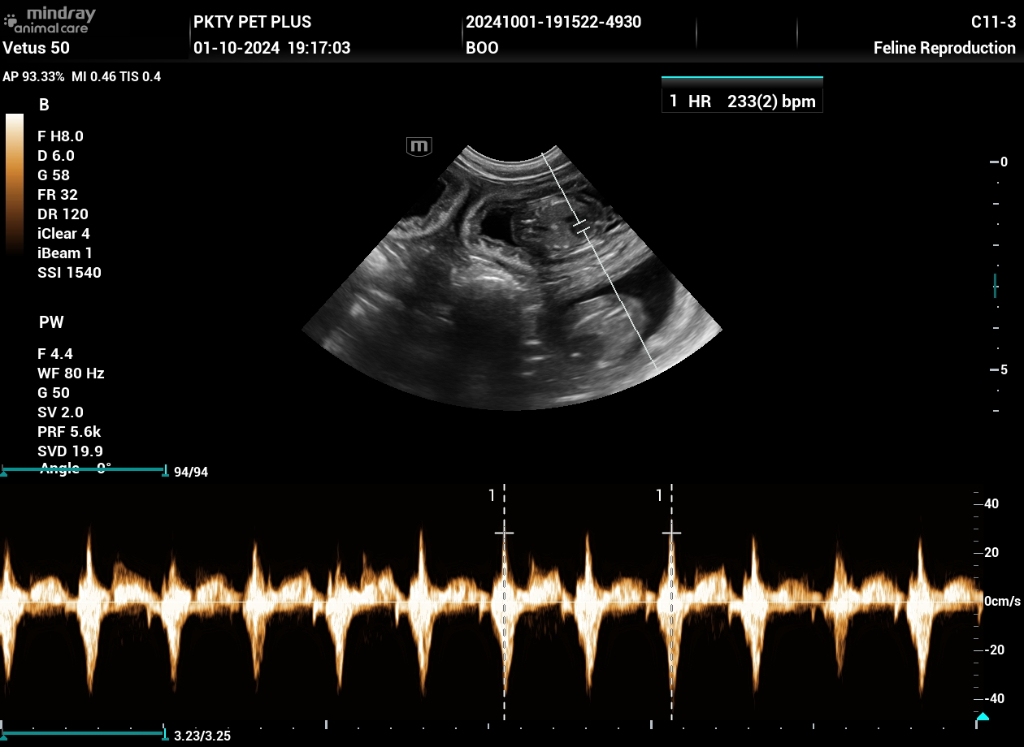 mindray
animalcare
PKTY PET PLUS
20241001-191522-4930
C11-3
Vetus 50
01-10-2024 19:17:03
BOO
Feline Reproduction
AP 93.33% MI 0.46 TIS 0.4
1 HR 233(2) bpm
B
F H8.0
D 6.0
G 58
FR 32
DR 120
iClear 4
iBeam 1
SSI 1540
m
0
5
PW
F 4.4
WF 80 Hz
G 50
SV 2.0
PRF 5.6k
SVD 19.9
Angle 0°
94/94
1
1
40
20
0cm/s
-20
-40
3.23/3.25